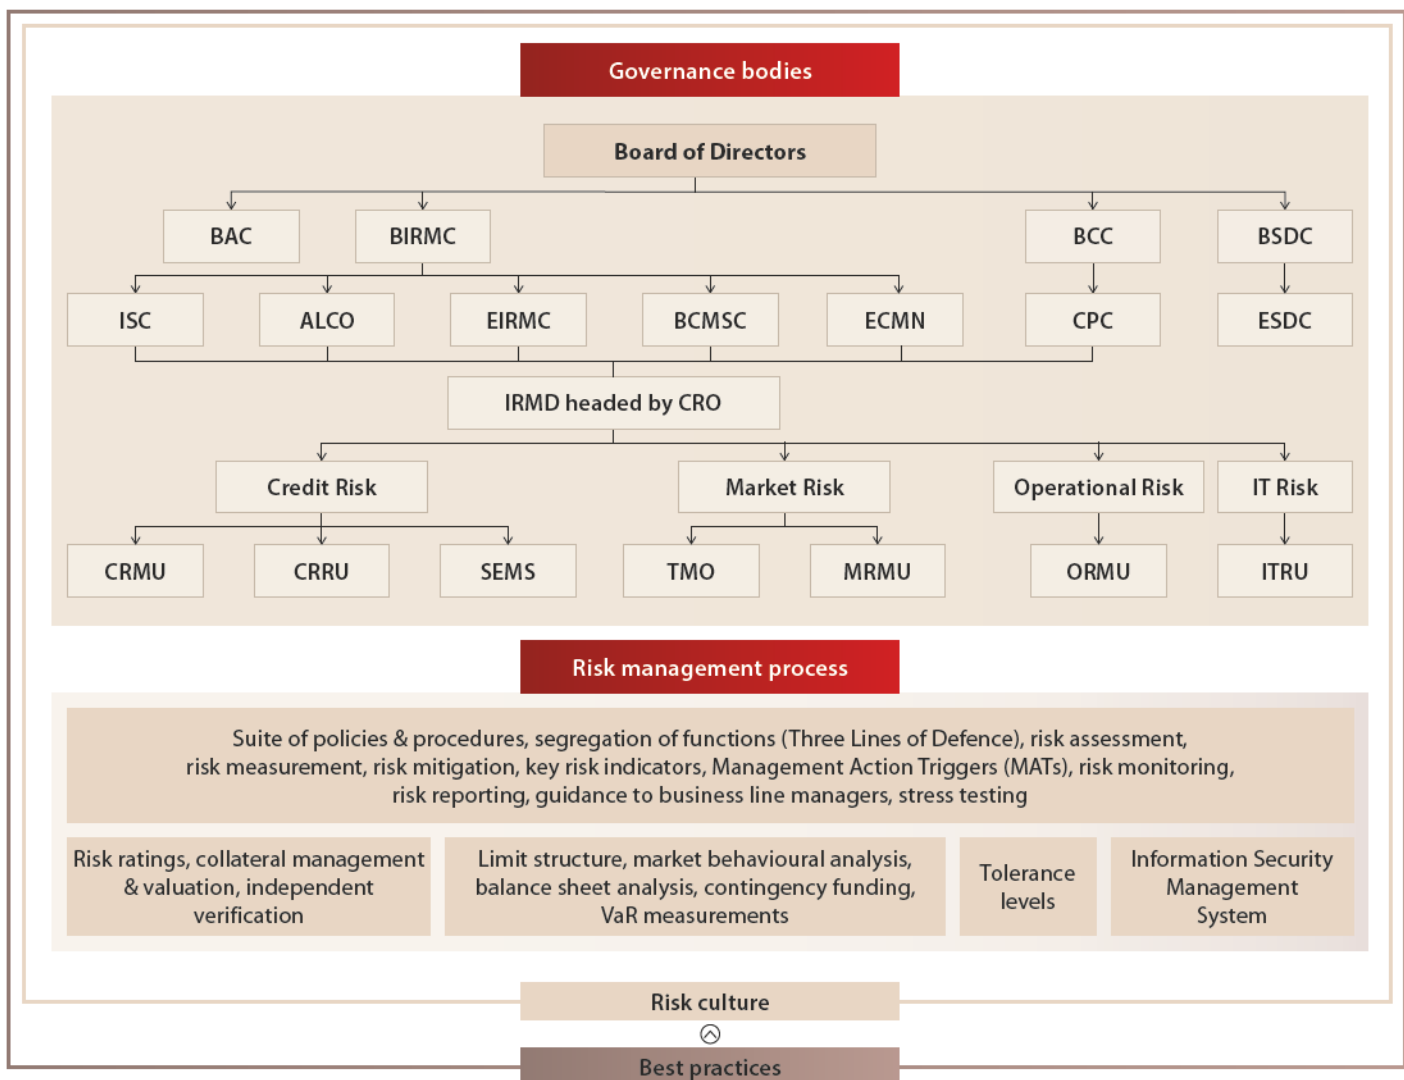 Governance bodies
Board of Directors
BAC
BIRMC
BCC
BSDC
ISC
ALCO
EIRMC
BCMSC
ECMN
CPC
ESDC
IRMD headed by CRO
Credit Risk
Market Risk
Operational Risk
IT Risk
CRMU
CRRU
SEMS
TMO
MRMU
ORMU
ITRU
Risk management process
Suite of policies & procedures, segregation of functions (Three Lines of Defence), risk assessment,
risk measurement, risk mitigation, key risk indicators, Management Action Triggers (MATs), risk monitoring,
risk reporting, guidance to business line managers, stress testing
Risk ratings, collateral management
& valuation, independent
verification
Limit structure, market behavioural analysis,
balance sheet analysis, contingency funding,
VaR measurements
Tolerance
levels
Information Security
Management
System
Risk culture
Best practices